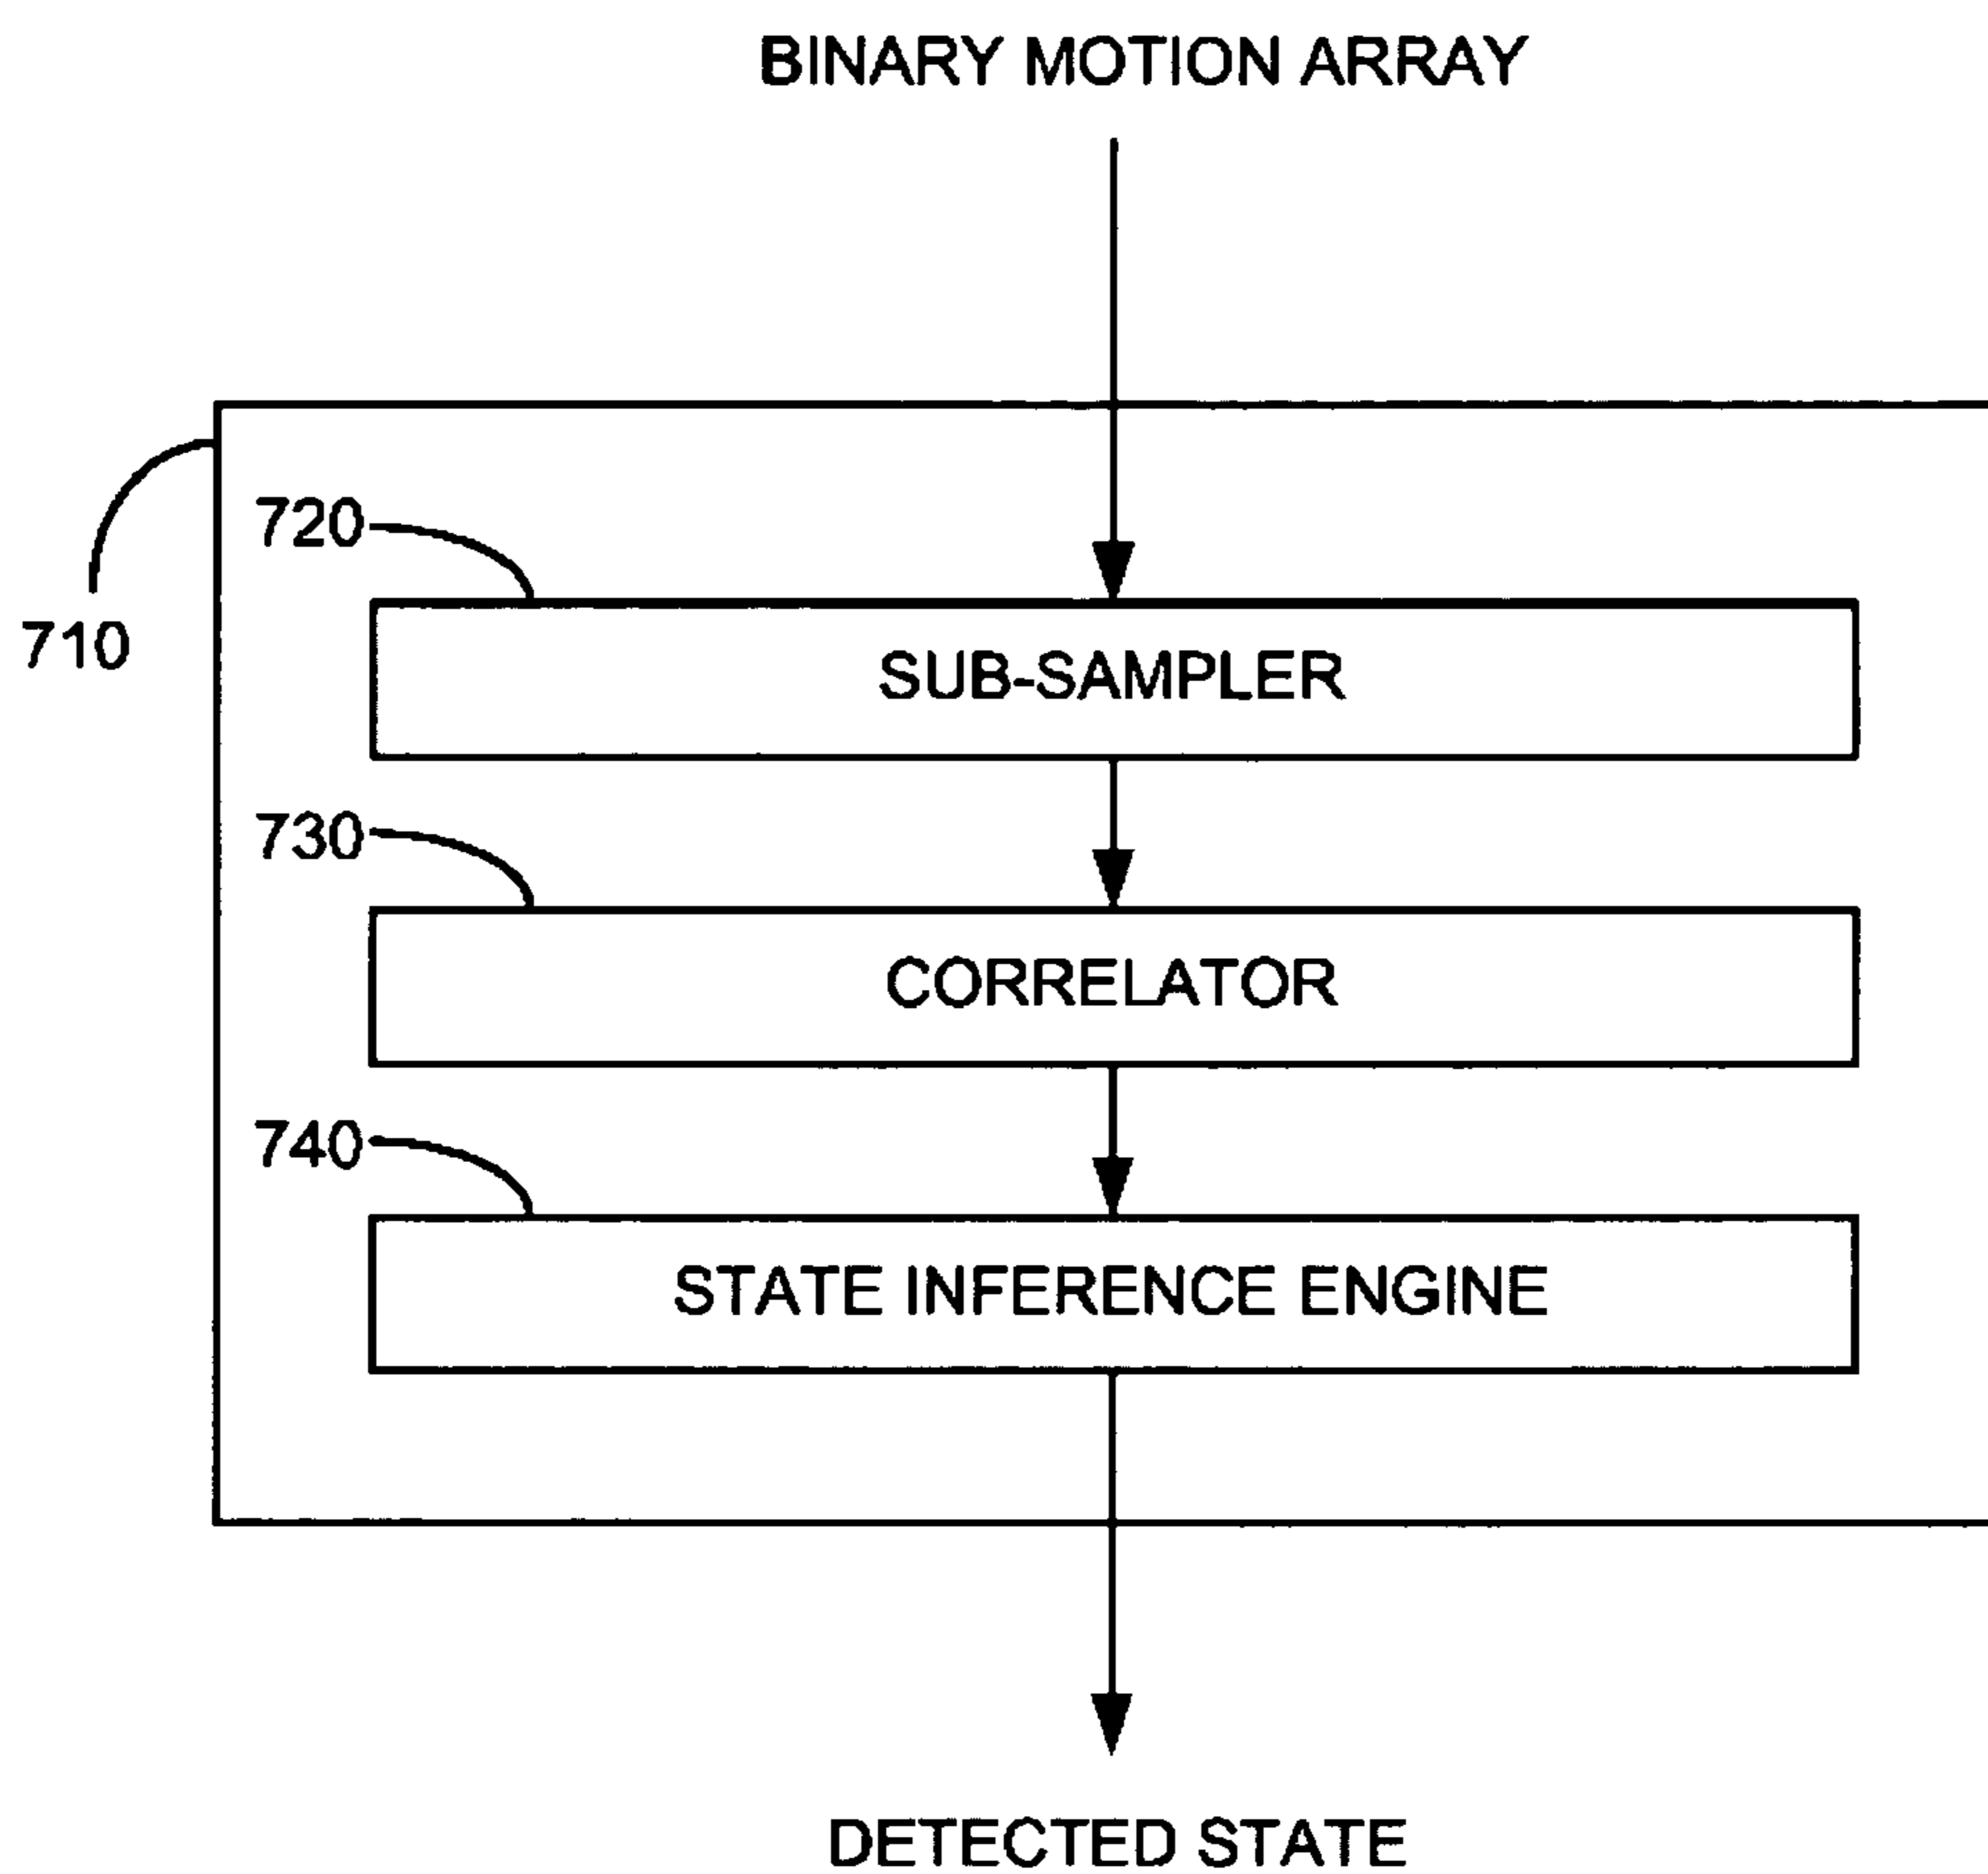 BINARY MOTION ARRAY
720
710
SUB-SAMPLER
730
CORRELATOR
740
STATE INFERENCE ENGINE
DETECTED STATE